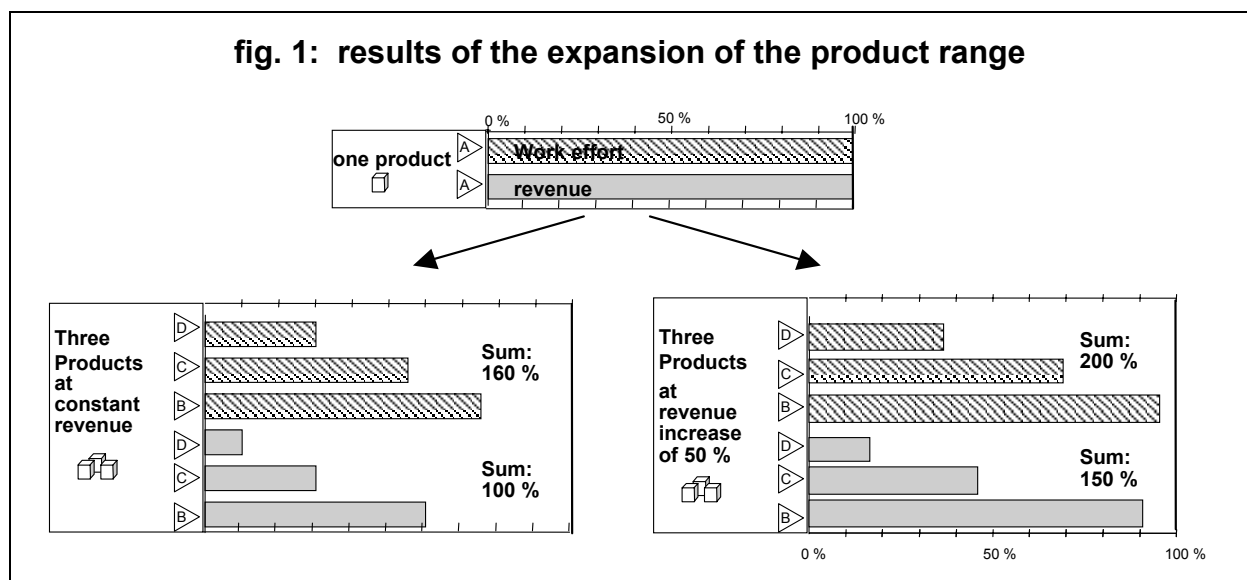 fig. 1: results of the expansion of the product range
0 % 50 % 100 %
one product
A
Work effort
A
revenue
Three
Products
at
constant
revenue
D
C
B
D
C
B
Sum:
160 %
Sum:
100 %
Three
Products
at
revenue
increase
of 50 %
D
C
B
D
C
B
Sum:
200 %
Sum:
150 %
0 % 50 % 100 %